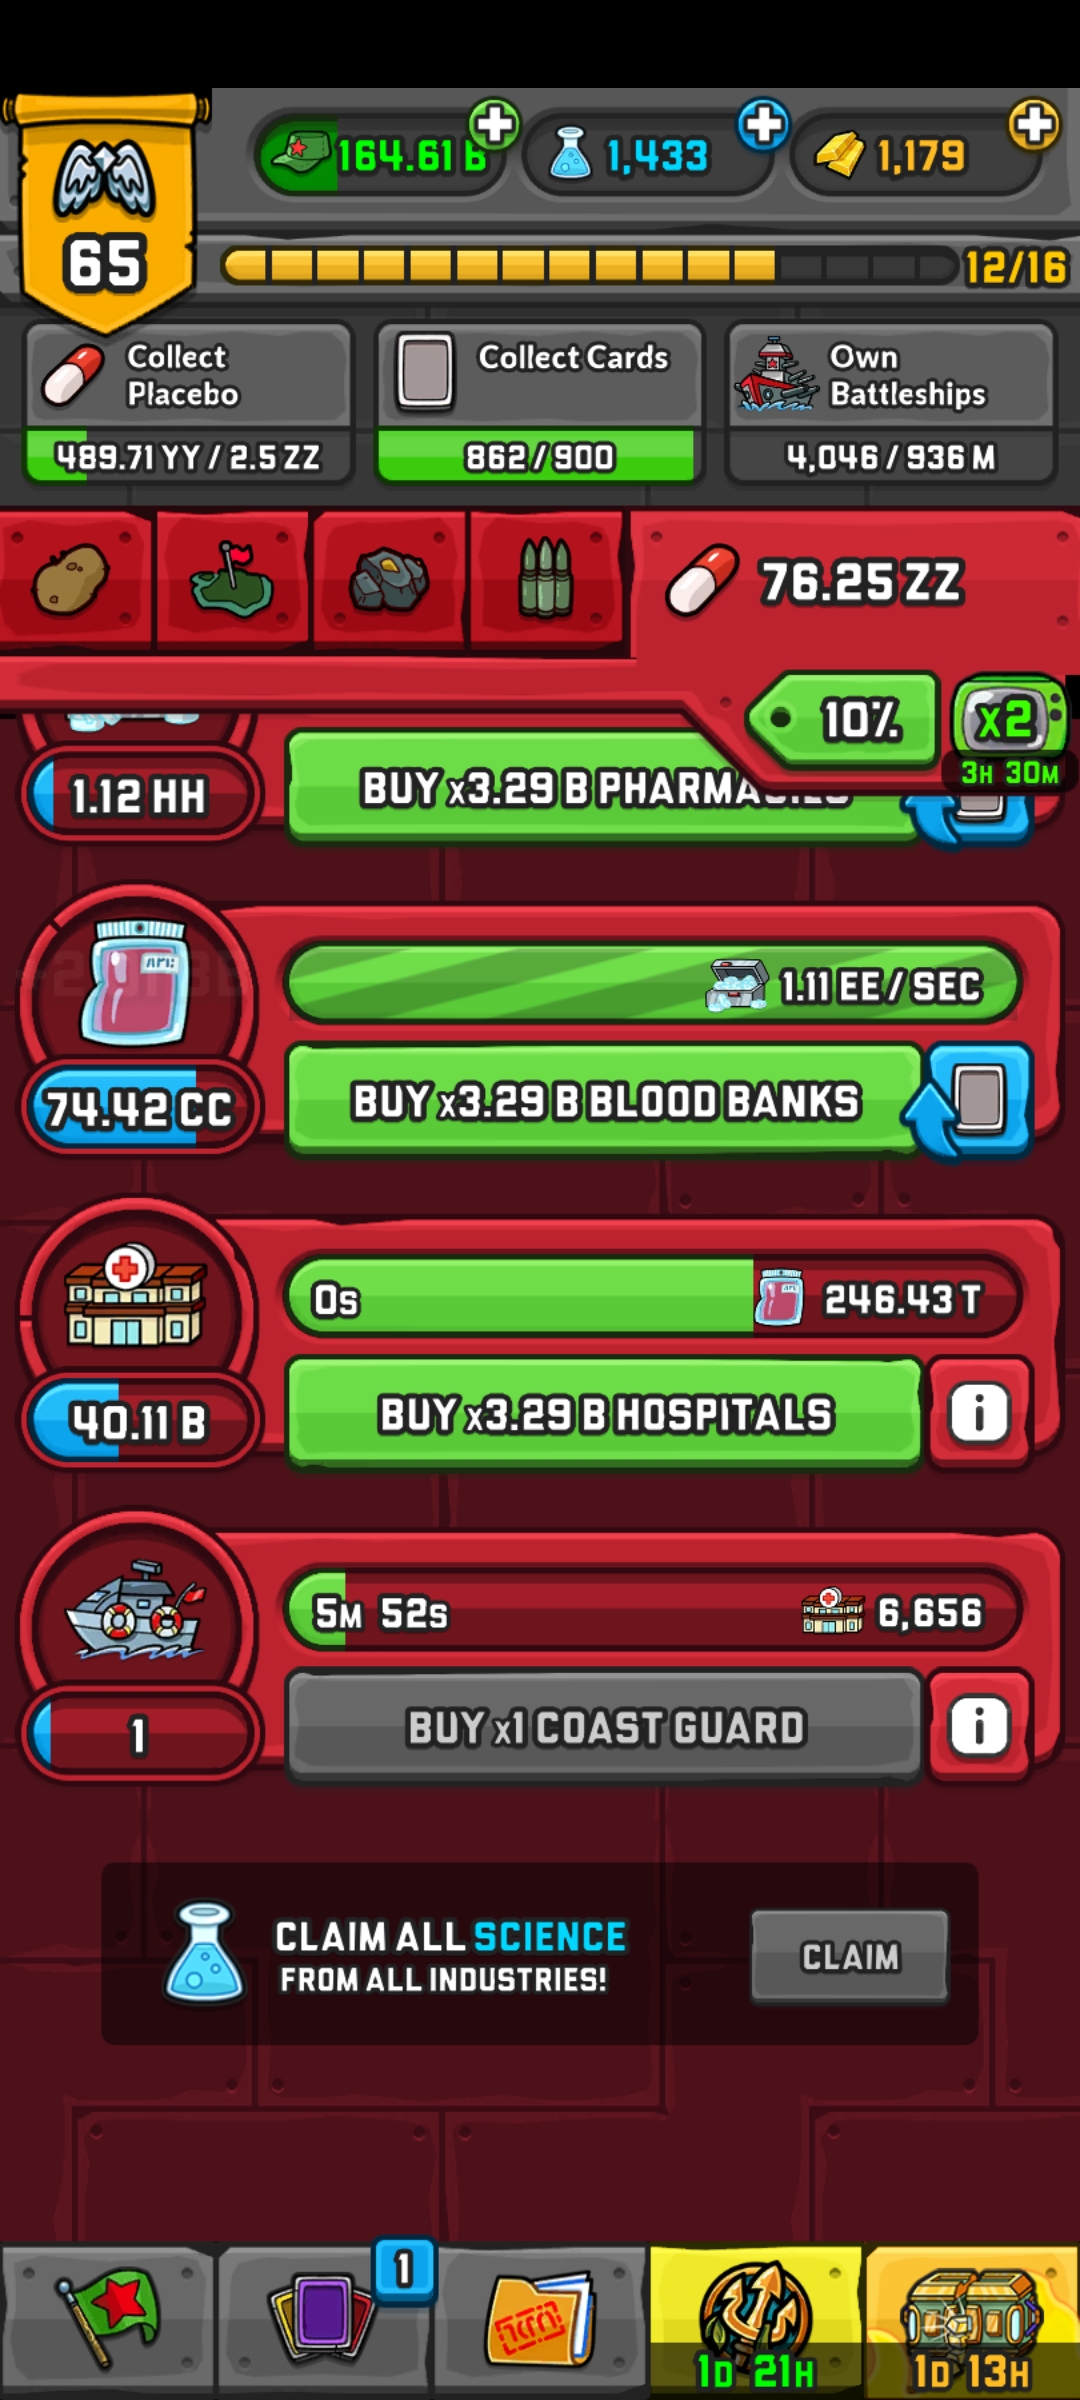 164.61 B
1,433
1,179
65
12/16
Collect
Placebo
489.71 YY / 2.5 ZZ
Collect Cards
862/900
Own
Battleships
4,046/936 M
76.25 ZZ
10%
x2
3H 30M
1.12 HH
BUY x3.29 B PHARMACIES
1.11 EE / SEC
74.42 CC
BUY x3.29 B BLOOD BANKS
0s
246.43 T
40.11 B
BUY x3.29 B HOSPITALS
i
5M 52s
6,656
1
BUY x1 COAST GUARD
i
CLAIM ALL SCIENCE
FROM ALL INDUSTRIES!
CLAIM
1
1D 21H
1D 13H